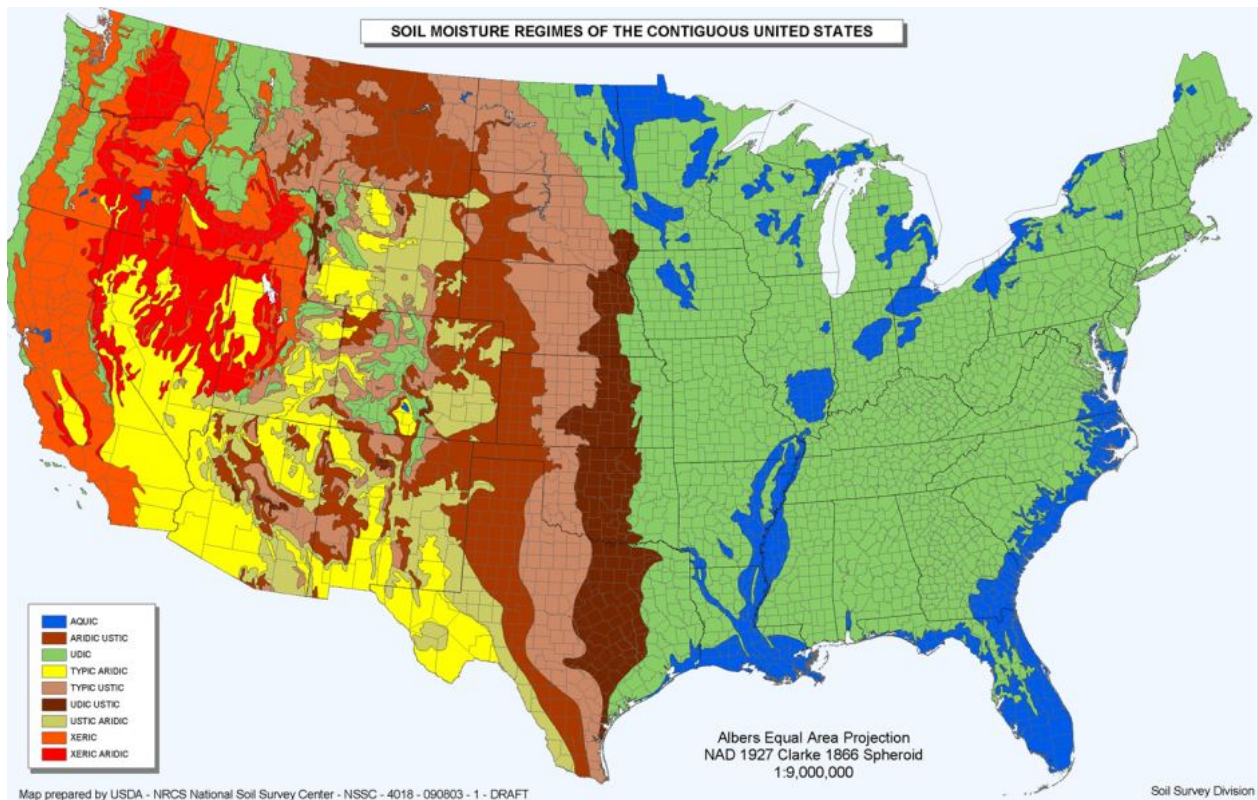 SOIL MOISTURE REGIMES OF THE CONTIGUOUS UNITED STATES
AQUIC
ARIDIC USTIC
UDIC
TYPIC ARIDIC
TYPIC USTIC
UDIC USTIC
USTIC ARIDIC
XERIC
XERIC ARIDIC
Albers Equal Area Projection
NAD 1927 Clarke 1866 Spheroid
1:9,000,000
Map prepared by USDA - NRCS National Soil Survey Center - NSSC - 4018 - 090803 - 1 - DRAFT
Soil Survey Division